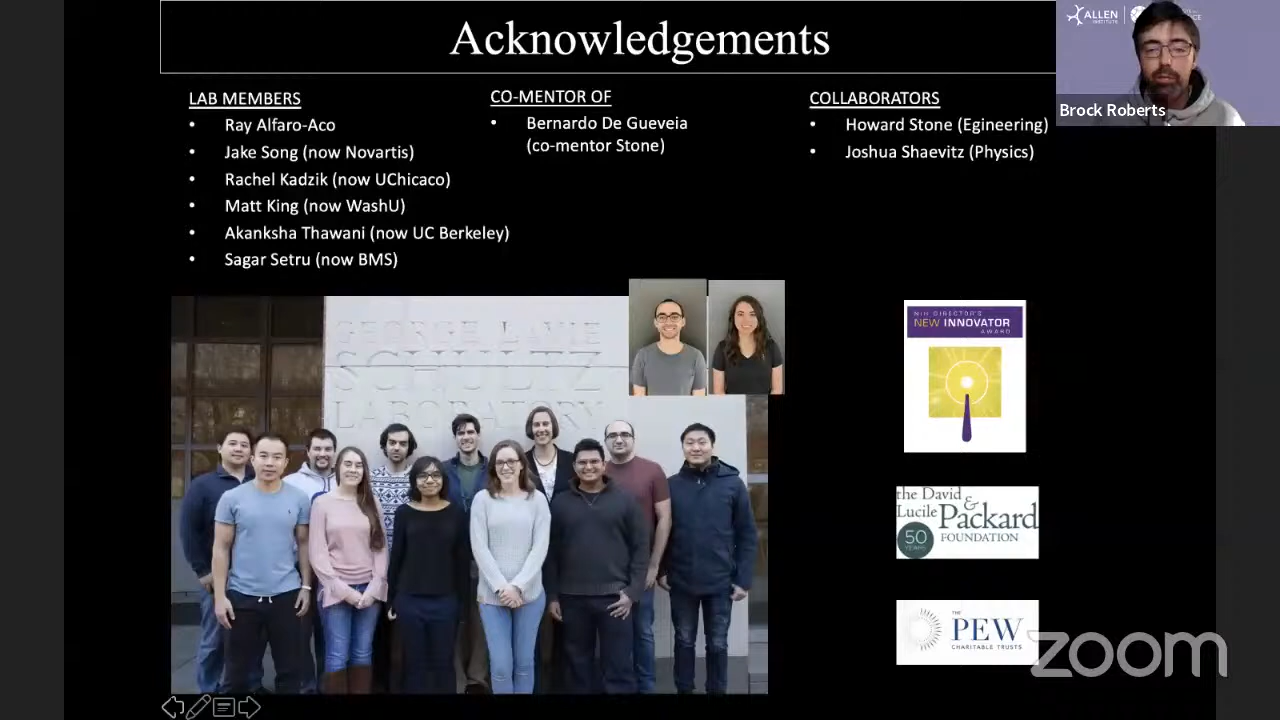 Acknowledgements
ALLEN
Brock Roberts
LAB MEMBERS
• Ray Alfaro-Aco
• Jake Song (now Novartis)
• Rachel Kadzik (now UChicaco)
• Matt King (now WashU)
• Akanksha Thawani (now UC Berkeley)
• Sagar Setru (now BMS)
CO-MENTOR OF
• Bernardo De Gueveia
(co-mentor Stone)
COLLABORATORS
• Howard Stone (Egineering)
• Joshua Shaevitz (Physics)
GEORGE LAVIE
SCHULTZ
LABORATORY
NIH DIRECTOR'S
NEW INNOVATOR
AWARD
the David
& Lucile
Packard
FOUNDATION
50
YEARS
THE
PEW
CHARITABLE TRUSTS
zoom